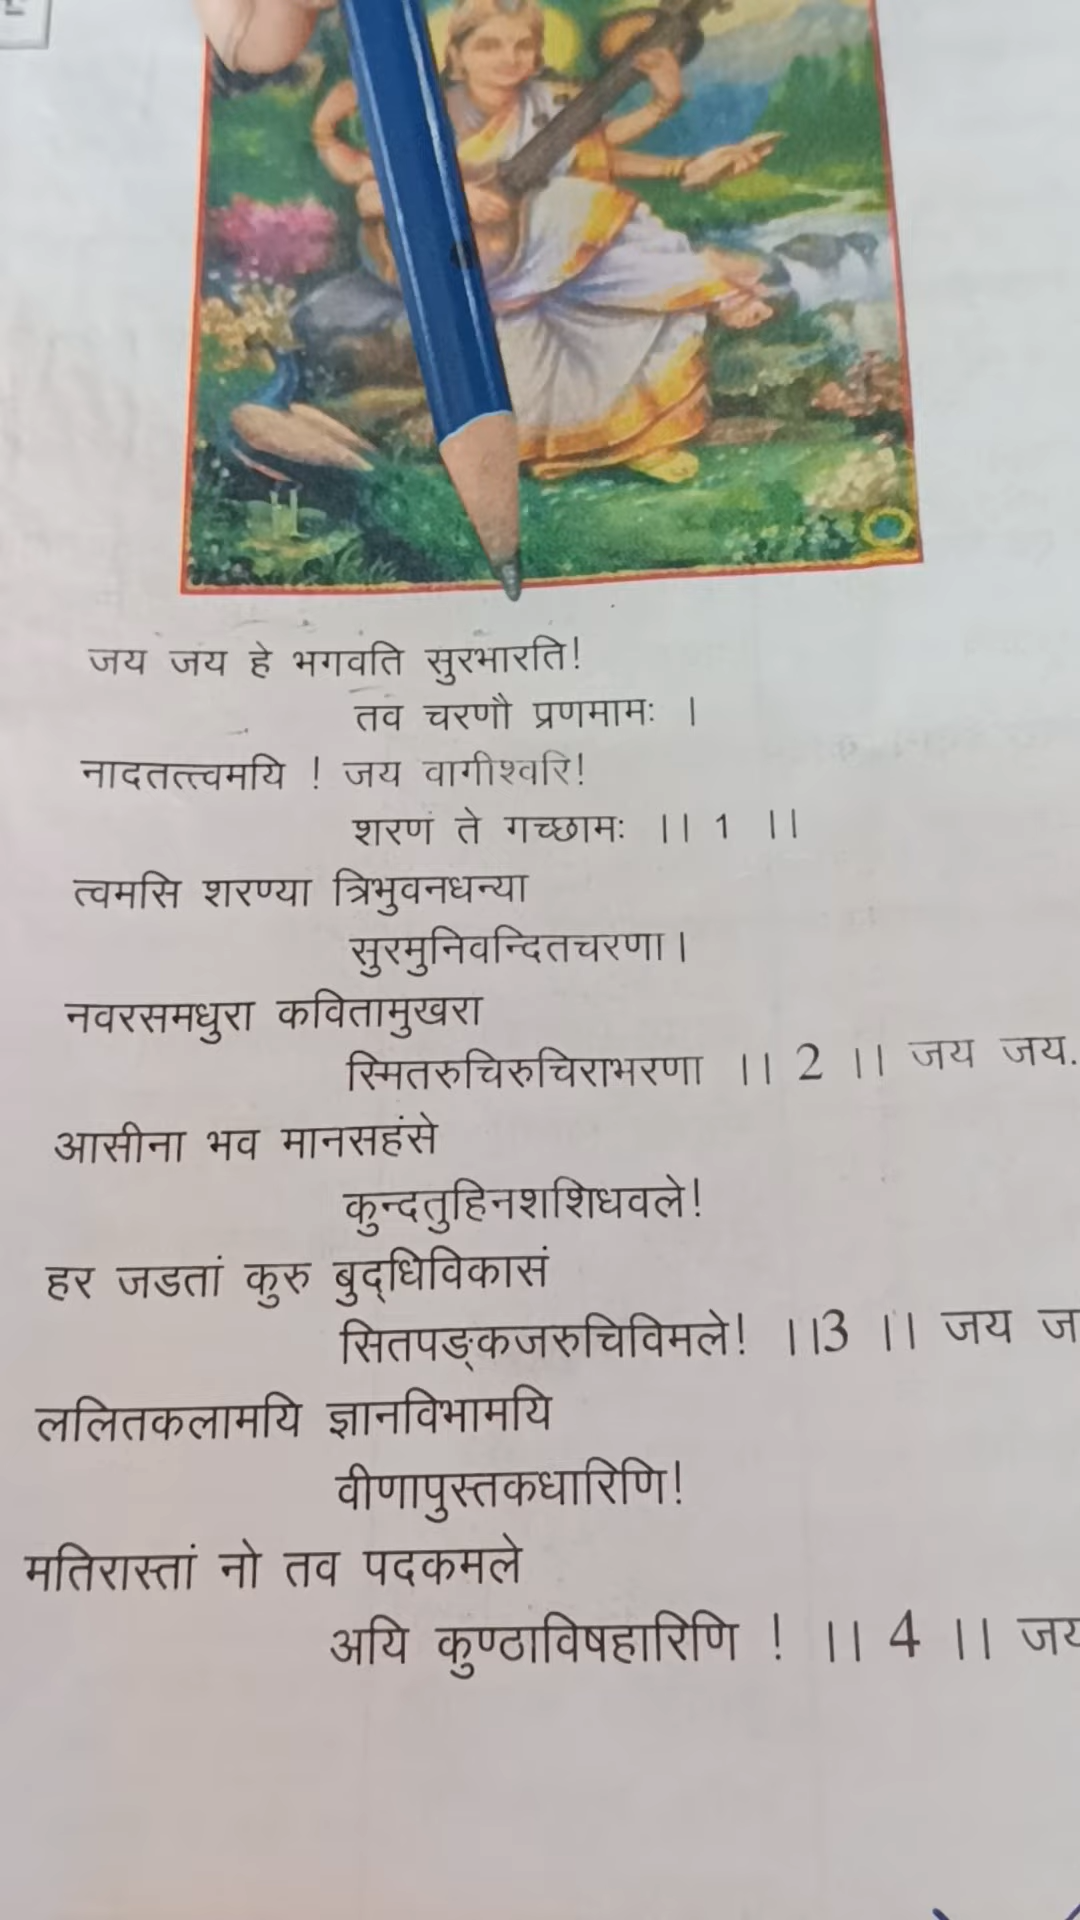 जय जय हे भगवति सुरभारति!
तव चरणौ प्रणमामः ।
नादतत्त्वमयि ! जय वागीश्वरि!
शरणं ते गच्छामः ।। 1 ।।
त्वमसि शरण्या त्रिभुवनधन्या
सुरमुनिवन्दितचरणा।
नवरसमधुरा कवितामुखरा
स्मितरुचिरुचिराभरणा ।। 2 ।। जय जय.
आसीना भव मानसहंसे
कुन्दतुहिनशशिधवले!
हर जडतां कुरु बुद्धिविकासं
सितपङ्कजरुचिविमले! ।।3 ।। जय ज
ललितकलामयि ज्ञानविभामयि
वीणापुस्तकधारिणि!
मतिरास्तां नो तव पदकमले
अयि कुण्ठाविषहारिणि ! ।। 4 ।। जय